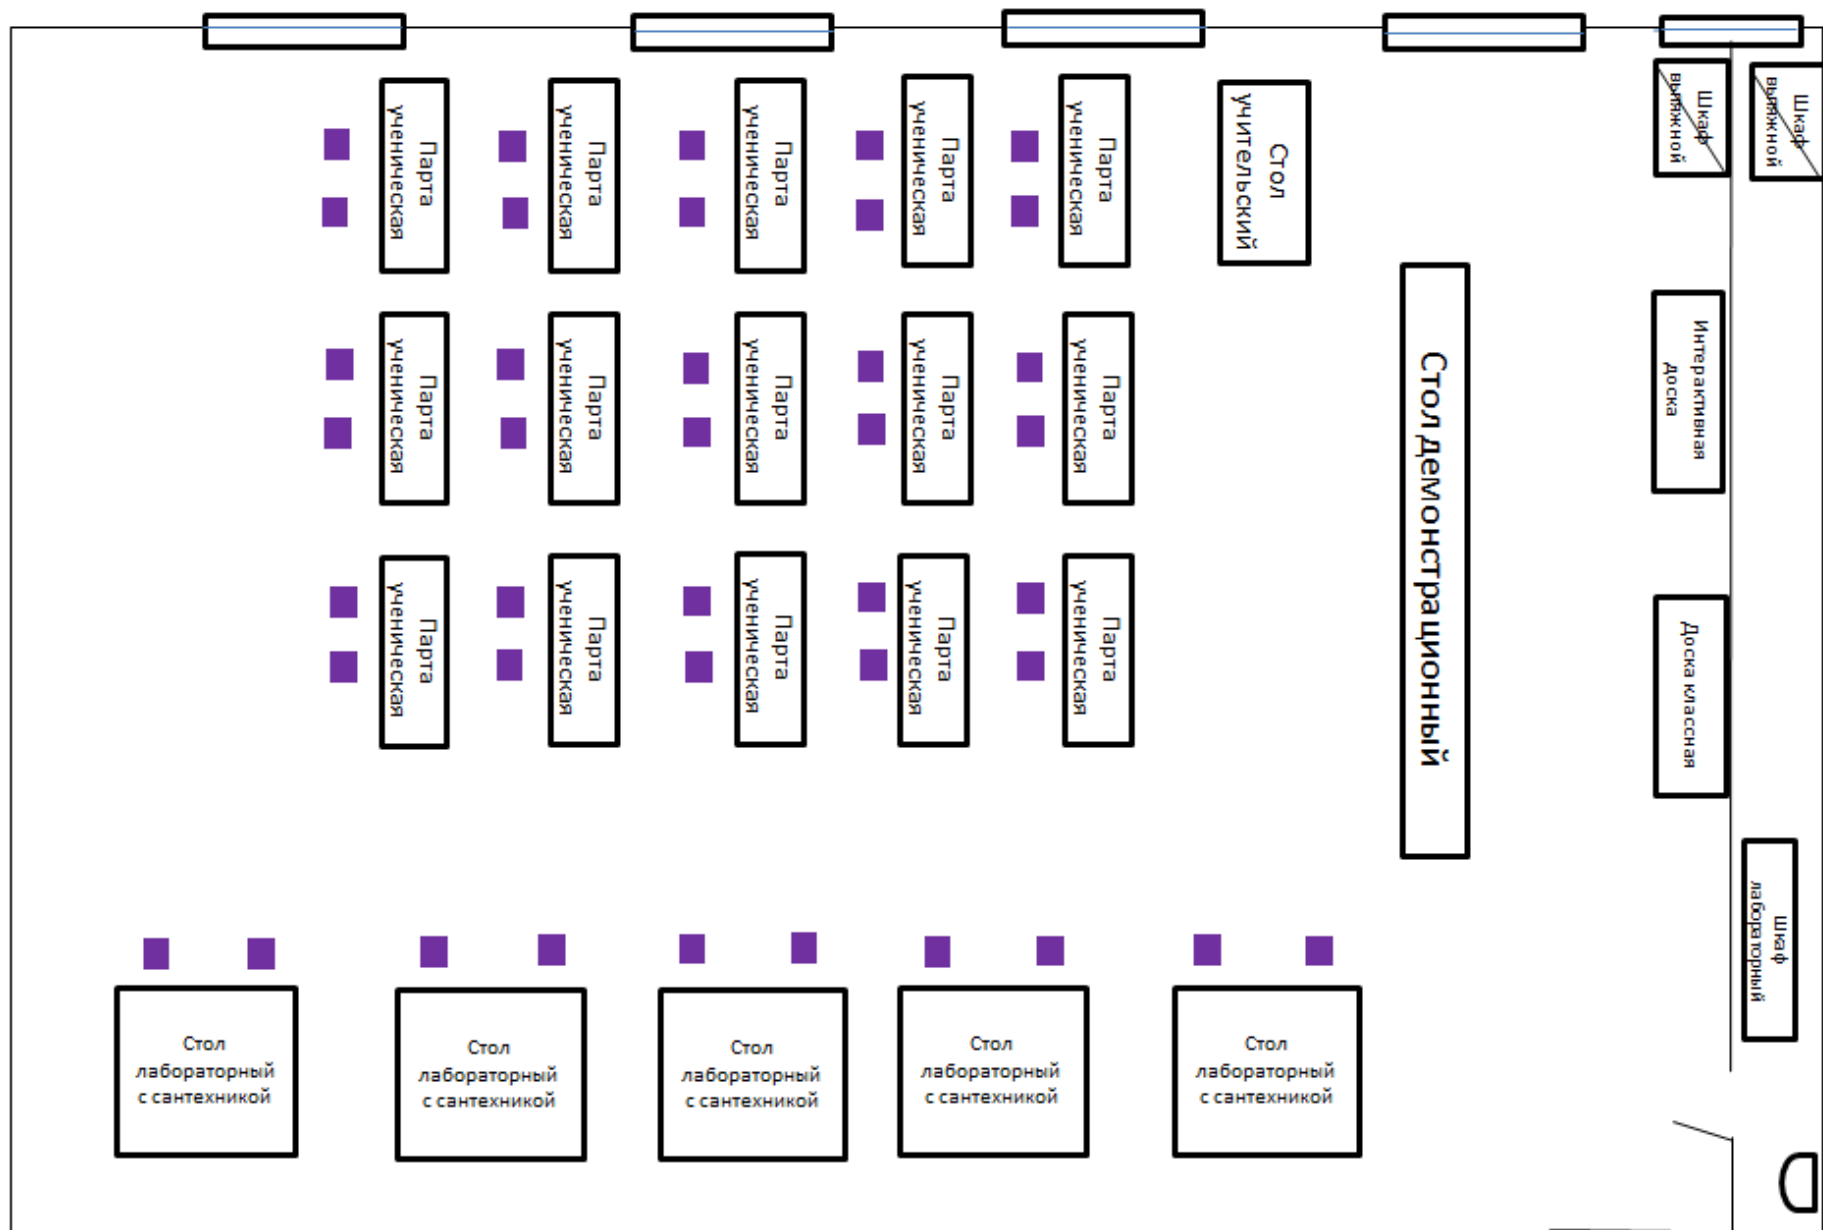 Парта
ученическая
Парта
ученическая
Парта
ученическая
Парта
ученическая
Парта
ученическая
Стол
учительский
Шкаф
вытяжной
Шкаф
вытяжной
Парта
ученическая
Парта
ученическая
Парта
ученическая
Парта
ученическая
Парта
ученическая
Стол демонстрационный
Интерактивная
доска
Парта
ученическая
Парта
ученическая
Парта
ученическая
Парта
ученическая
Парта
ученическая
Доска классная
Шкаф
лабораторный
Стол
лабораторный
с сантехникой
Стол
лабораторный
с сантехникой
Стол
лабораторный
с сантехникой
Стол
лабораторный
с сантехникой
Стол
лабораторный
с сантехникой